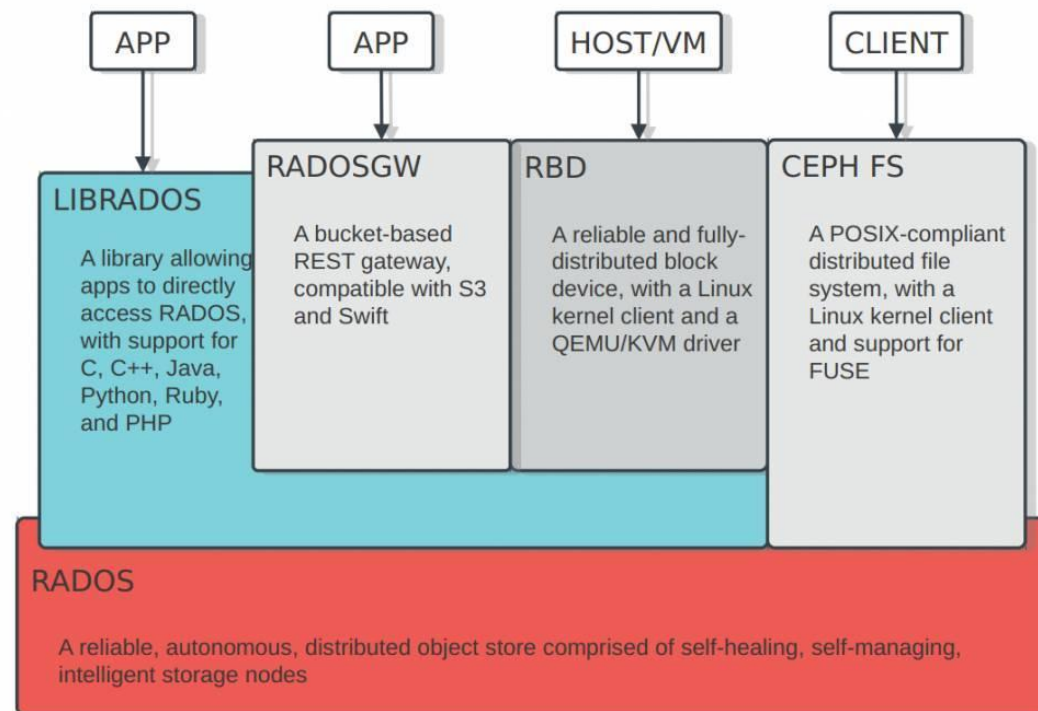 APP
APP
HOST/VM
CLIENT
LIBRADOS
A library allowing
apps to directly
access RADOS,
with support for
C, C++, Java,
Python, Ruby,
and PHP
RADOSGW
A bucket-based
REST gateway,
compatible with S3
and Swift
RBD
A reliable and fully-
distributed block
device, with a Linux
kernel client and a
QEMU/KVM driver
CEPH FS
A POSIX-compliant
distributed file
system, with a
Linux kernel client
and support for
FUSE
RADOS
A reliable, autonomous, distributed object store comprised of self-healing, self-managing,
intelligent storage nodes